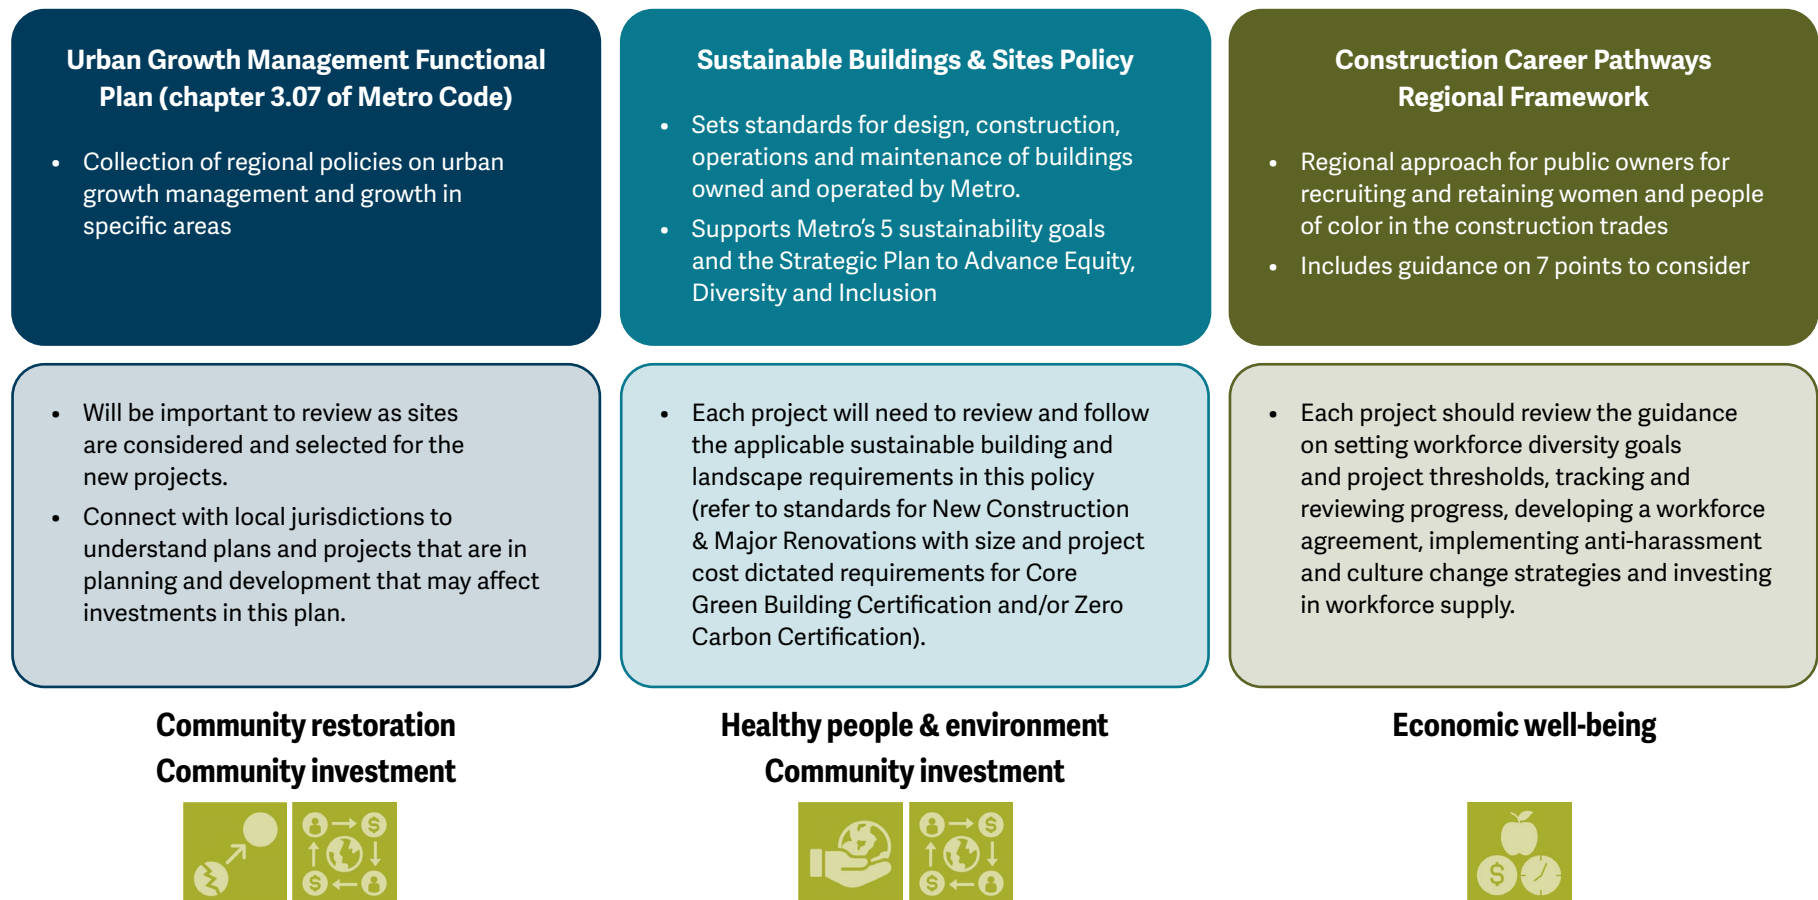 Urban Growth Management Functional
Plan (chapter 3.07 of Metro Code)
• Collection of regional policies on urban
growth management and growth in
specific areas
• Will be important to review as sites
are considered and selected for the
new projects.
• Connect with local jurisdictions to
understand plans and projects that are in
planning and development that may affect
investments in this plan.
Community restoration
Community investment
$
$
Sustainable Buildings & Sites Policy
• Sets standards for design, construction,
operations and maintenance of buildings
owned and operated by Metro.
• Supports Metro’s 5 sustainability goals
and the Strategic Plan to Advance Equity,
Diversity and Inclusion
• Each project will need to review and follow
the applicable sustainable building and
landscape requirements in this policy
(refer to standards for New Construction
& Major Renovations with size and project
cost dictated requirements for Core
Green Building Certification and/or Zero
Carbon Certification).
Healthy people & environment
Community investment
$
$
Construction Career Pathways
Regional Framework
• Regional approach for public owners for
recruiting and retaining women and people
of color in the construction trades
• Includes guidance on 7 points to consider
• Each project should review the guidance
on setting workforce diversity goals
and project thresholds, tracking and
reviewing progress, developing a workforce
agreement, implementing anti-harassment
and culture change strategies and investing
in workforce supply.
Economic well-being
$